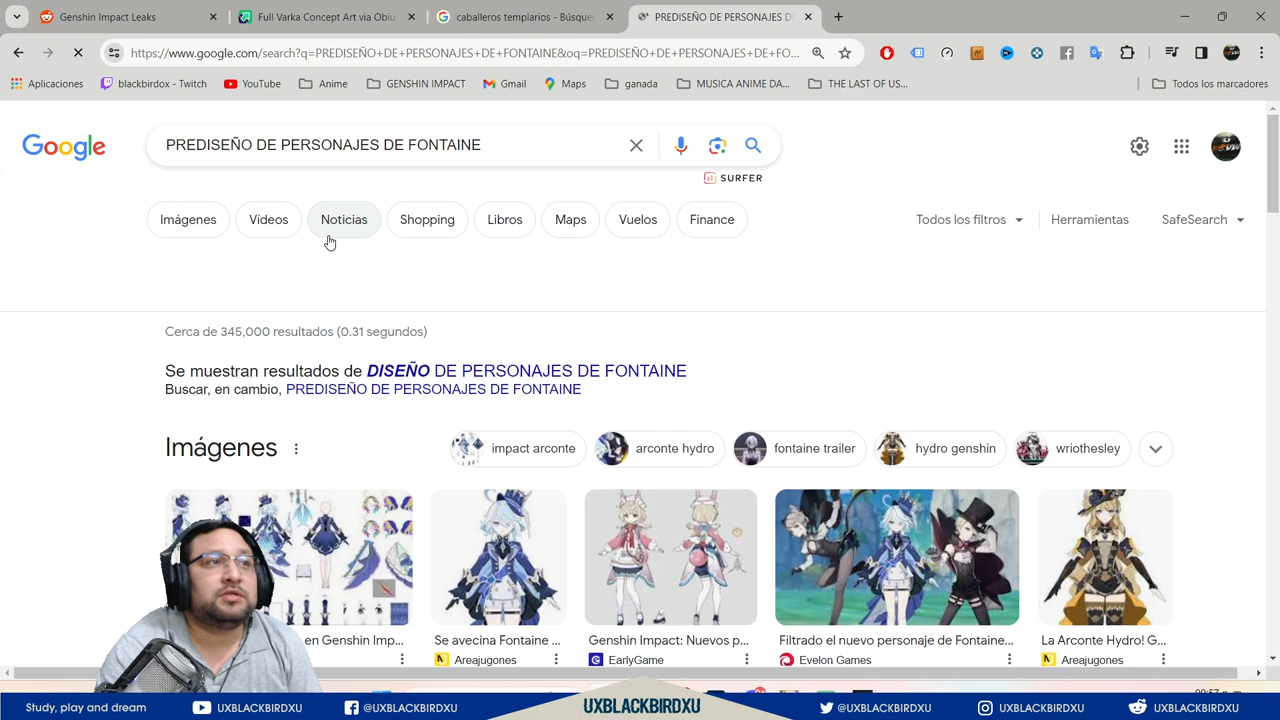 Genshin Impact Leaks
Full Varka Concept Art via Obiu
caballeros templarios - Búsque
PREDISEÑO DE PERSONAJES D
https://www.google.com/search?q=PREDISEÑO+DE+PERSONAJES+DE+FONTAINE&oq=PREDISEÑO+DE+PERSONAJES+DE+FO...
Aplicaciones
blackbirdox - Twitch
YouTube
Anime
GENSHIN IMPACT
Gmail
Maps
ganada
MUSICA ANIME DA...
THE LAST OF US...
Todos los marcadores
Google
PREDISEÑO DE PERSONAJES DE FONTAINE
SURFER
Imágenes
Vídeos
Noticias
Shopping
Libros
Maps
Vuelos
Finance
Todos los filtros
Herramientas
SafeSearch
Cerca de 345,000 resultados (0.31 segundos)
Se muestran resultados de DISEÑO DE PERSONAJES DE FONTAINE
Buscar, en cambio, PREDISEÑO DE PERSONAJES DE FONTAINE
Imágenes
impact arconte
arconte hydro
fontaine trailer
hydro genshin
wriothesley
en Genshin Imp...
Se avecina Fontaine ...
Genshin Impact: Nuevos p...
Filtrado el nuevo personaje de Fontaine...
La Arconte Hydro! G...
Areajugones
EarlyGame
Evelon Games
Areajugones
Study, play and dream
UXBLACKBIRDXU
@UXBLACKBIRDXU
UXBLACKBIRDXU
@UXBLACKBIRDXU
UXBLACKBIRDXU
UXBLACKBIRDXU